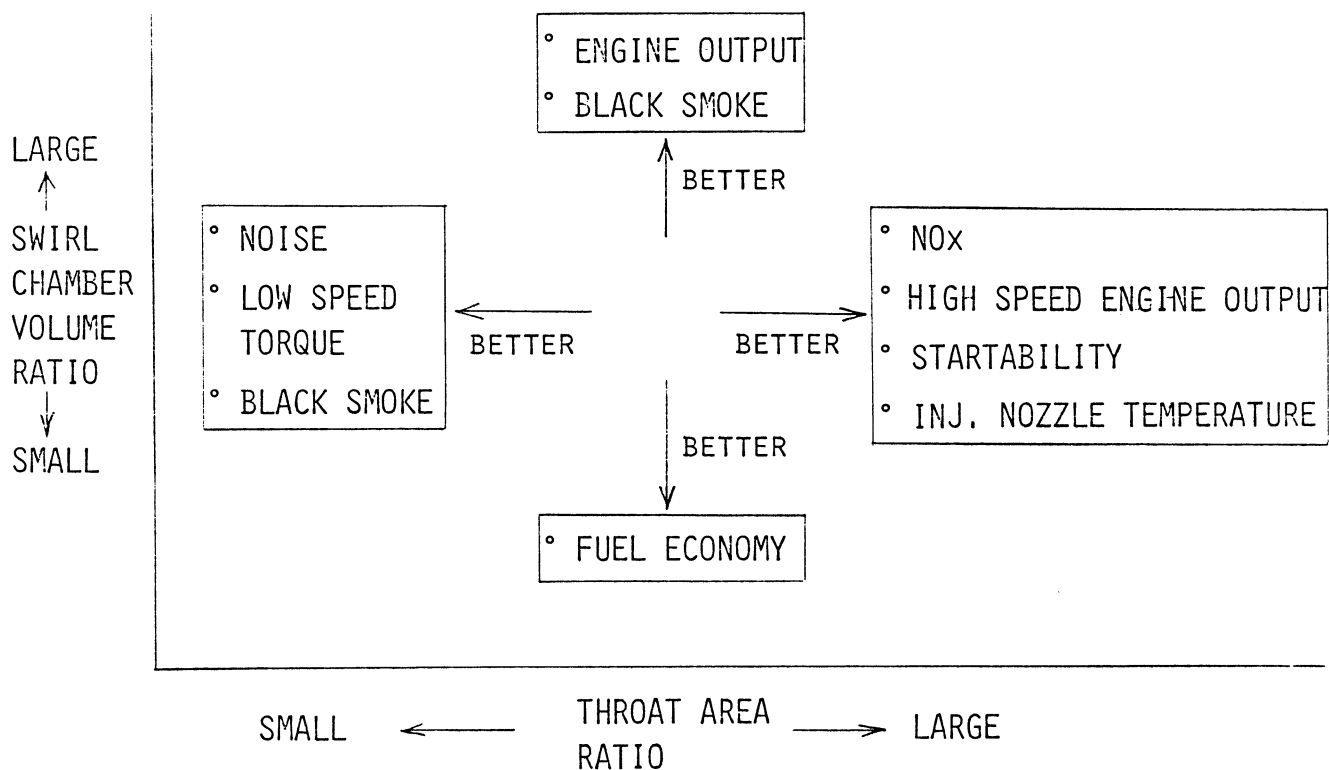 ° ENGINE OUTPUT
° BLACK SMOKE
LARGE
BETTER
SWIRL
CHAMBER
VOLUME
RATIO
SMALL
° NOISE
° LOW SPEED
TORQUE
° BLACK SMOKE
BETTER
BETTER
° NOx
° HIGH SPEED ENGINE OUTPUT
° STARTABILITY
° INJ. NOZZLE TEMPERATURE
BETTER
° FUEL ECONOMY
SMALL
THROAT AREA
RATIO
LARGE